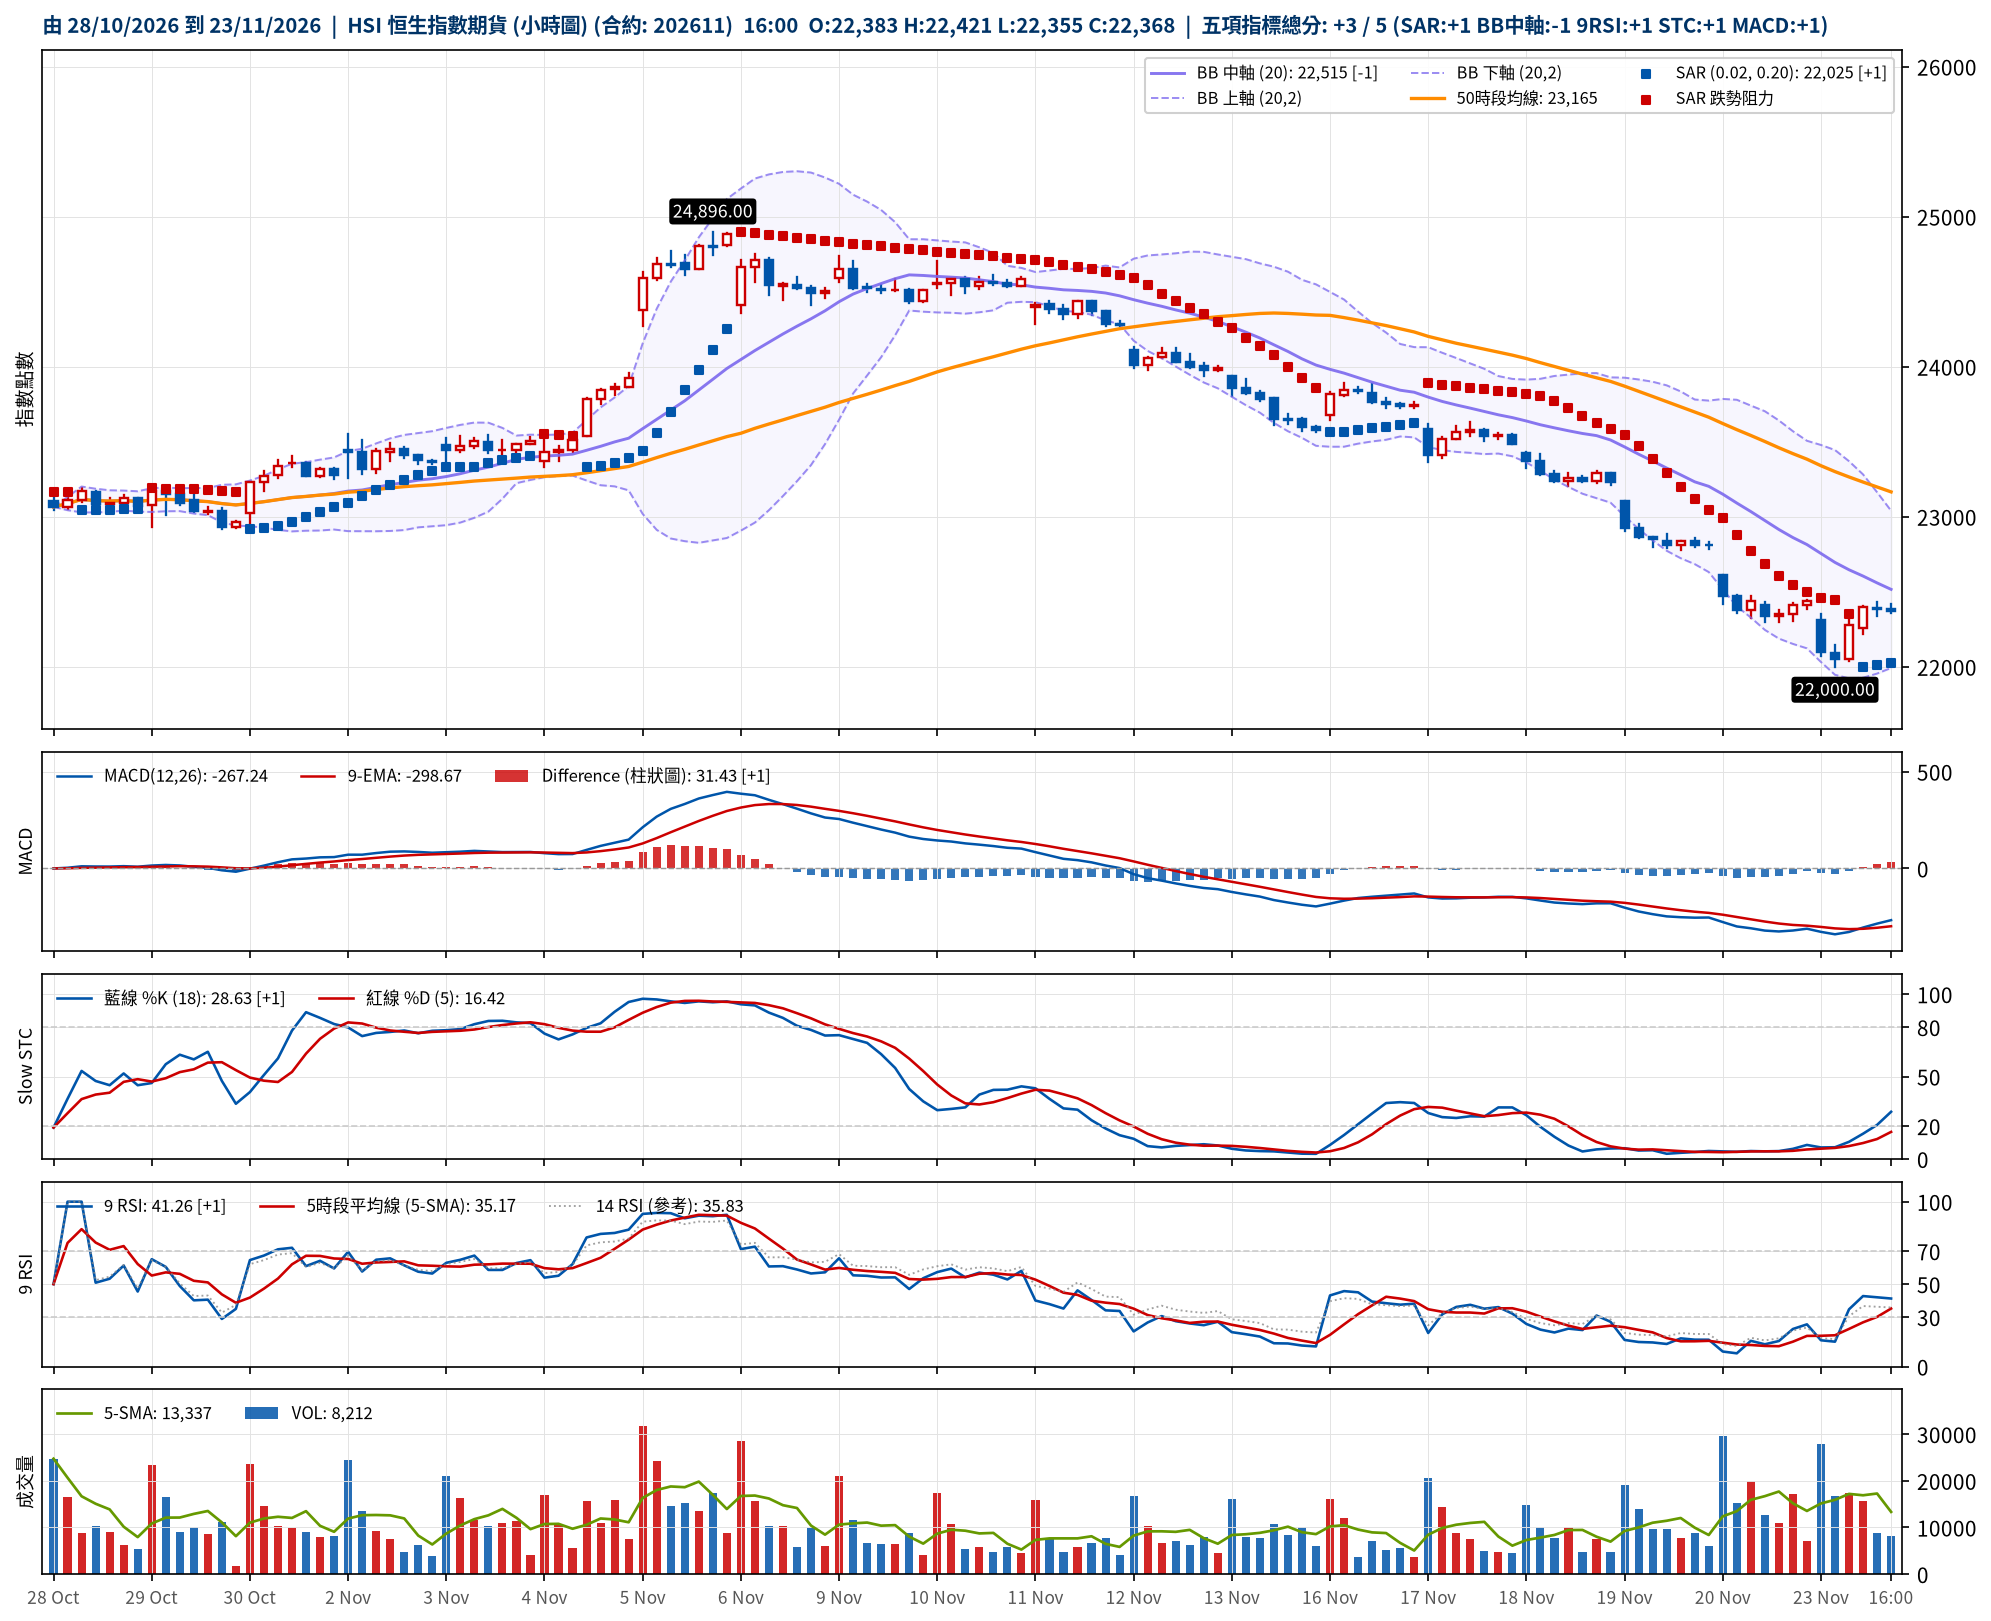 由 28/10/2026 到 23/11/2026 | HSI 恒生指數期貨 (小時圖) (合約: 202611) 16:00 O:22,383 H:22,421 L:22,355 C:22,368 | 五項指標總分: +3 / 5 (SAR:+1 BB中軸:-1 9RSI:+1 STC:+1 MACD:+1)
BB 中軸 (20): 22,515 [-1]
BB 下軸 (20,2)
SAR (0.02, 0.20): 22,025 [+1]
BB 上軸 (20,2)
50時段均線: 23,165
SAR 跌勢阻力
26000
25000
24000
23000
22000
指數點數
24,896.00
22,000.00
MACD(12,26): -267.24
9-EMA: -298.67
Difference (柱狀圖): 31.43 [+1]
MACD
500
0
藍線 %K (18): 28.63 [+1]
紅線 %D (5): 16.42
Slow STC
100
80
50
20
0
9 RSI: 41.26 [+1]
5時段平均線 (5-SMA): 35.17
14 RSI (參考): 35.83
9 RSI
100
70
50
30
0
5-SMA: 13,337
VOL: 8,212
成交量
30000
20000
10000
0
28 Oct 29 Oct 30 Oct 2 Nov 3 Nov 4 Nov 5 Nov 6 Nov 9 Nov 10 Nov 11 Nov 12 Nov 13 Nov 16 Nov 17 Nov 18 Nov 19 Nov 20 Nov 23 Nov 16:00